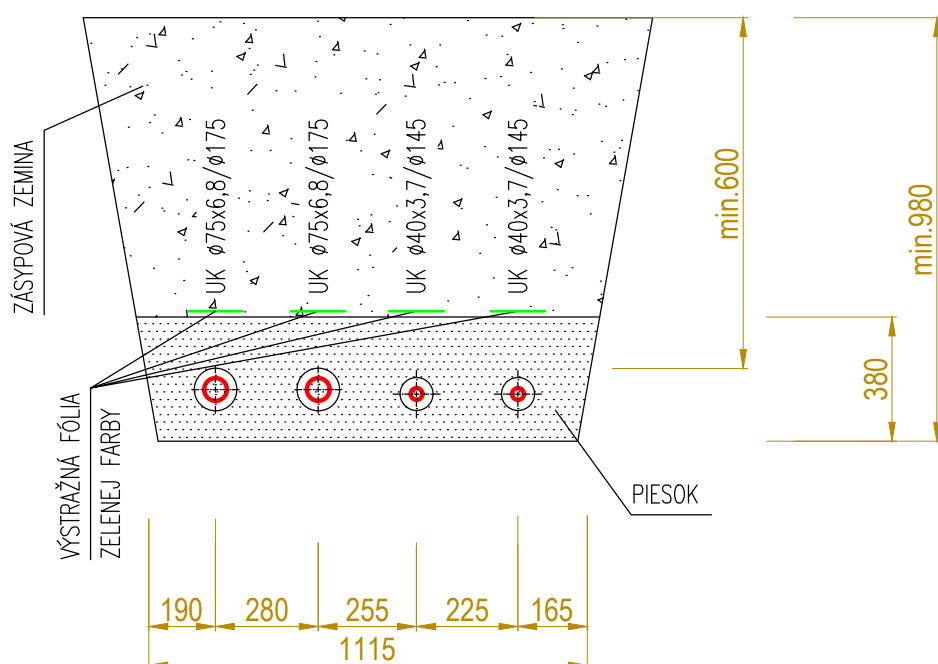 ZÁSYPOVÁ ZEMINA
UK ø75x6,8/ø175
UK ø75x6,8/ø175
UK ø40x3,7/ø145
UK ø40x3,7/ø145
min.600
min.980
380
VÝSTRAŽNÁ FÓLIA
ZELENEJ FARBY
PIESOK
190 280 255 225 165
1115